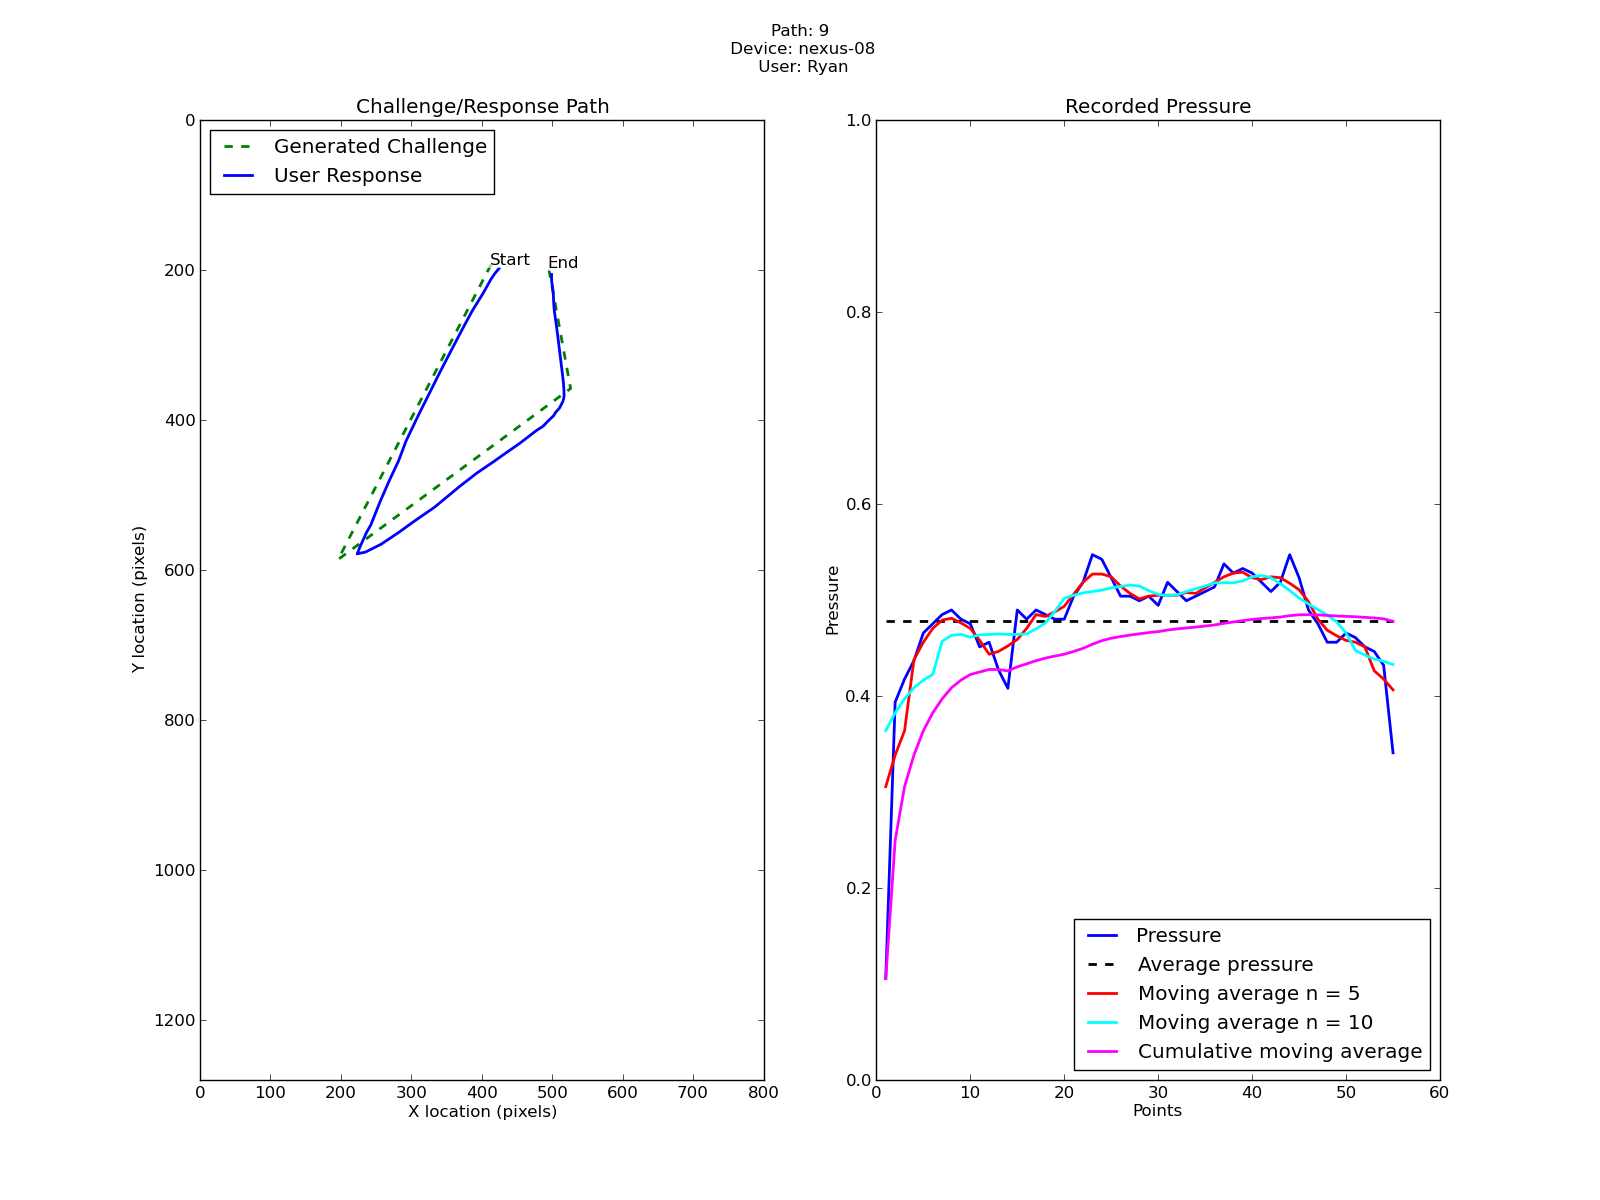 Path: 9
Device: nexus-08
User: Ryan
Challenge/Response Path
Generated Challenge
User Response
Start
End
0
200
400
600
800
1000
1200
Y location (pixels)
0 100 200 300 400 500 600 700 800
X location (pixels)
Recorded Pressure
1.0
0.8
0.6
0.4
0.2
0.0
Pressure
Pressure
Average pressure
Moving average n = 5
Moving average n = 10
Cumulative moving average
0 10 20 30 40 50 60
Points